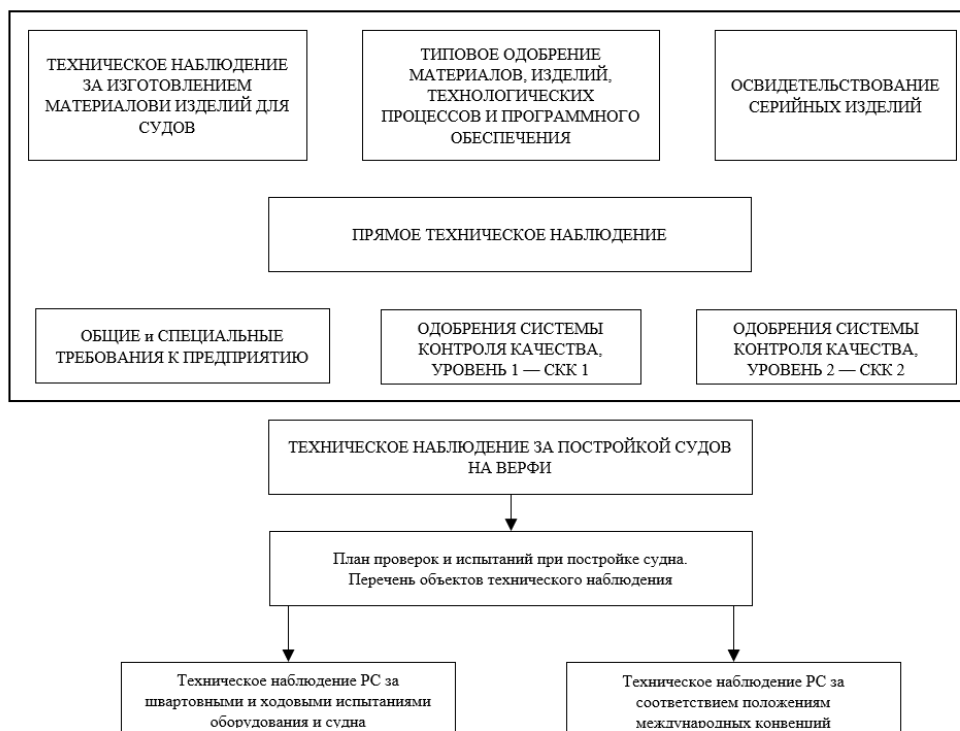 ТЕХНИЧЕСКОЕ НАБЛЮДЕНИЕ
ЗА ИЗГОТОВЛЕНИЕМ
МАТЕРИАЛОВИ ИЗДЕЛИЙ ДЛЯ
СУДОВ
ТИПОВОЕ ОДОБРЕНИЕ
МАТЕРИАЛОВ, ИЗДЕЛИЙ,
ТЕХНОЛОГИЧЕСКИХ
ПРОЦЕССОВ И ПРОГРАММНОГО
ОБЕСПЕЧЕНИЯ
ОСВИДЕТЕЛЬСТВОВАНИЕ
СЕРИЙНЫХ ИЗДЕЛИЙ
ПРЯМОЕ ТЕХНИЧЕСКОЕ НАБЛЮДЕНИЕ
ОБЩИЕ и СПЕЦИАЛЬНЫЕ
ТРЕБОВАНИЯ К ПРЕДПРИЯТИЮ
ОДОБРЕНИЯ СИСТЕМЫ
КОНТРОЛЯ КАЧЕСТВА,
УРОВЕНЬ 1 — СКК 1
ОДОБРЕНИЯ СИСТЕМЫ
КОНТРОЛЯ КАЧЕСТВА,
УРОВЕНЬ 2 — СКК 2
ТЕХНИЧЕСКОЕ НАБЛЮДЕНИЕ ЗА ПОСТРОЙКОЙ СУДОВ
НА ВЕРФИ
План проверок и испытаний при постройке судна.
Перечень объектов технического наблюдения
Техническое наблюдение РС за
швартовными и ходовыми испытаниями
оборудования и судна
Техническое наблюдение РС за
соответствием положениям
международных конвенций